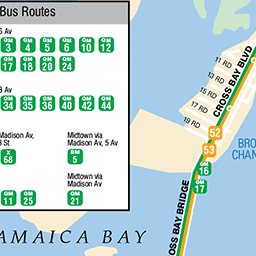 Bus Routes
6 Av
QM 3 QM 4 QM 5 QM 6 QM 10 QM 12
QM 17 QM 18 QM 20 QM 24
3 Av
QM 34 QM 35 QM 36 QM 40 QM 42 QM 44
Madison Av,
Midtown via
Madison Av, 5 Av
X 68
BM 5
Midtown via
Madison Av
QM 11 QM 25
QM 21
CROSS BAY BLVD
11 RD
13 RD
15 RD
17 RD
19 RD
52
53
QM 16
QM 17
BRO
CHAN
OSS BAY BRIDGE
AMAICA BAY